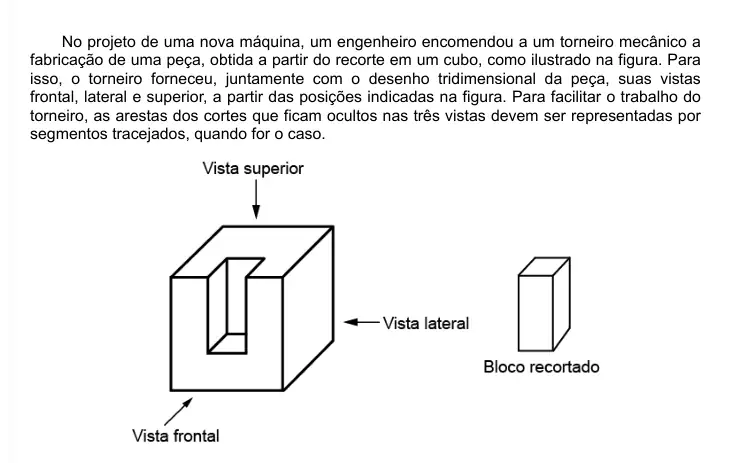 No projeto de uma nova máquina, um engenheiro encomendou a um torneiro mecânico a
fabricação de uma peça, obtida a partir do recorte em um cubo, como ilustrado na figura. Para
isso, o torneiro forneceu, juntamente com o desenho tridimensional da peça, suas vistas
frontal, lateral e superior, a partir das posições indicadas na figura. Para facilitar o trabalho do
torneiro, as arestas dos cortes que ficam ocultos nas três vistas devem ser representadas por
segmentos tracejados, quando for o caso.
Vista superior
Vista lateral
Bloco recortado
Vista frontal